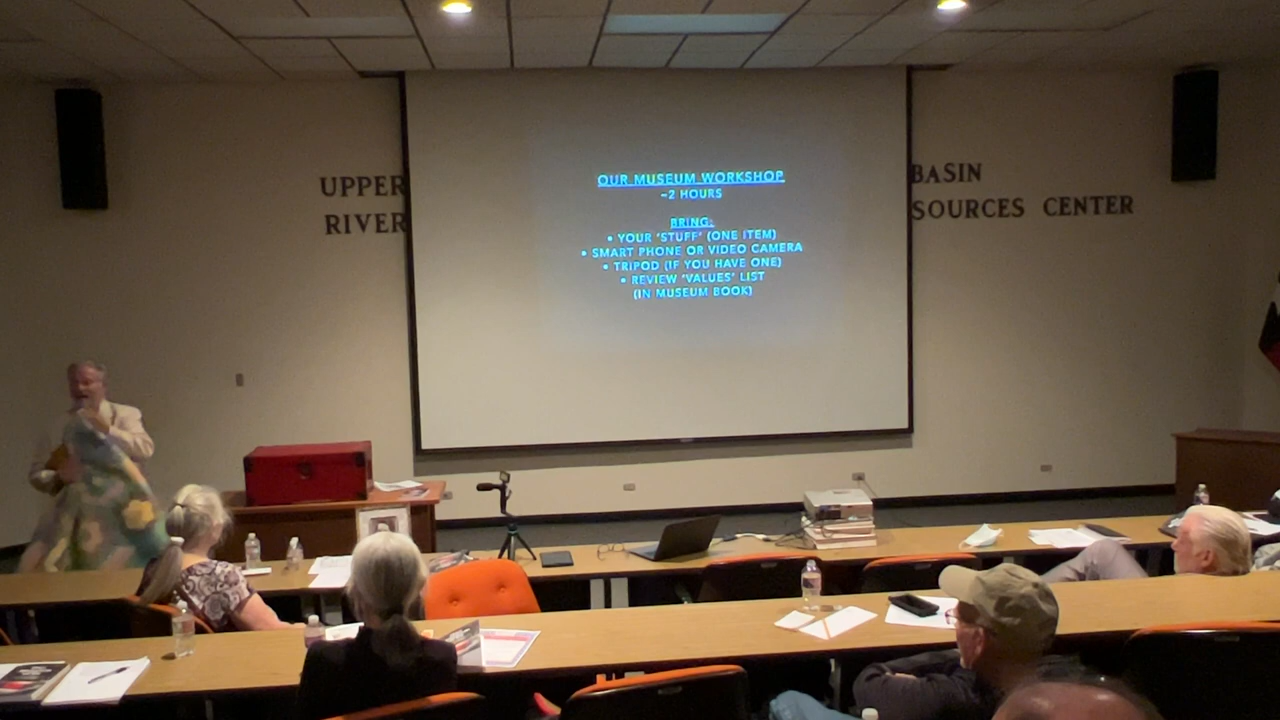 UPPER
RIVER
BASIN
SOURCES CENTER
OUR MUSEUM WORKSHOP
~2 HOURS
BRING:
• YOUR "STUFF" (ONE ITEM)
• SMART PHONE OR VIDEO CAMERA
• TRIPOD (IF YOU HAVE ONE)
• REVIEW "VALUES" LIST
(IN MUSEUM BOOK)